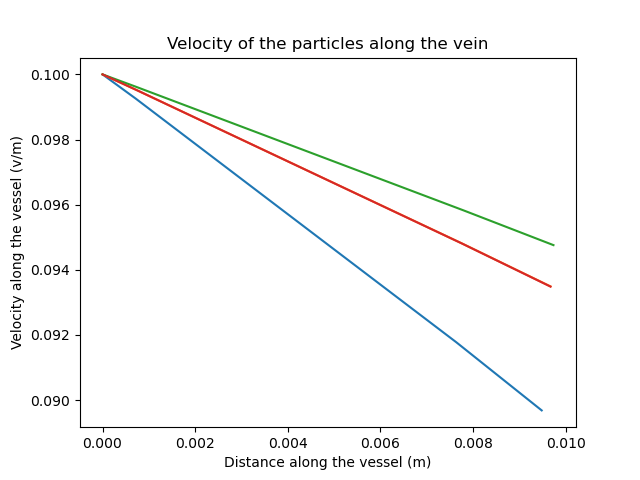 Velocity of the particles along the vein
Velocity along the vessel (v/m)
0.100
0.098
0.096
0.094
0.092
0.090
0.000 0.002 0.004 0.006 0.008 0.010
Distance along the vessel (m)